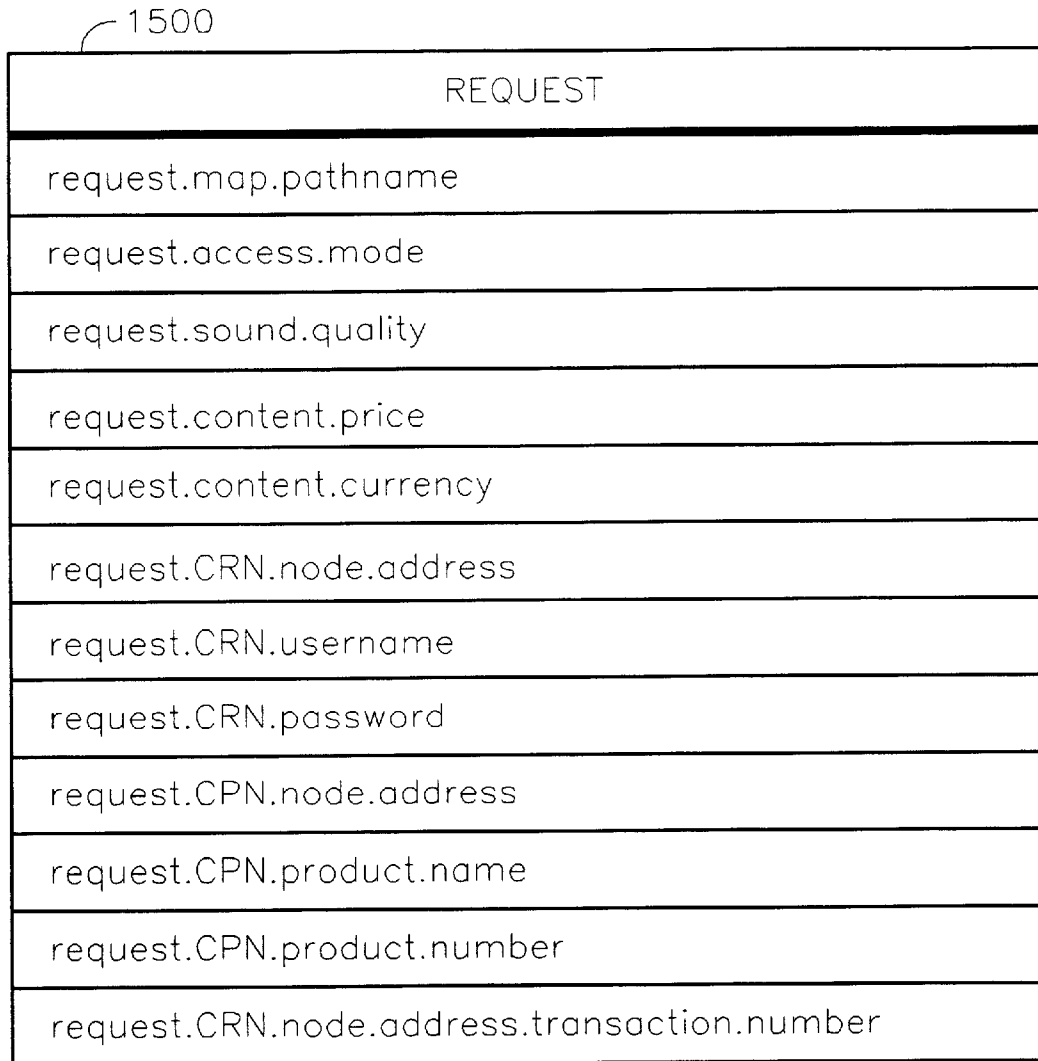 1500
REQUEST
request.map.pathname
request.access.mode
request.sound.quality
request.content.price
request.content.currency
request.CRN.node.address
request.CRN.username
request.CRN.password
request.CPN.node.address
request.CPN.product.name
request.CPN.product.number
request.CRN.node.address.transaction.number